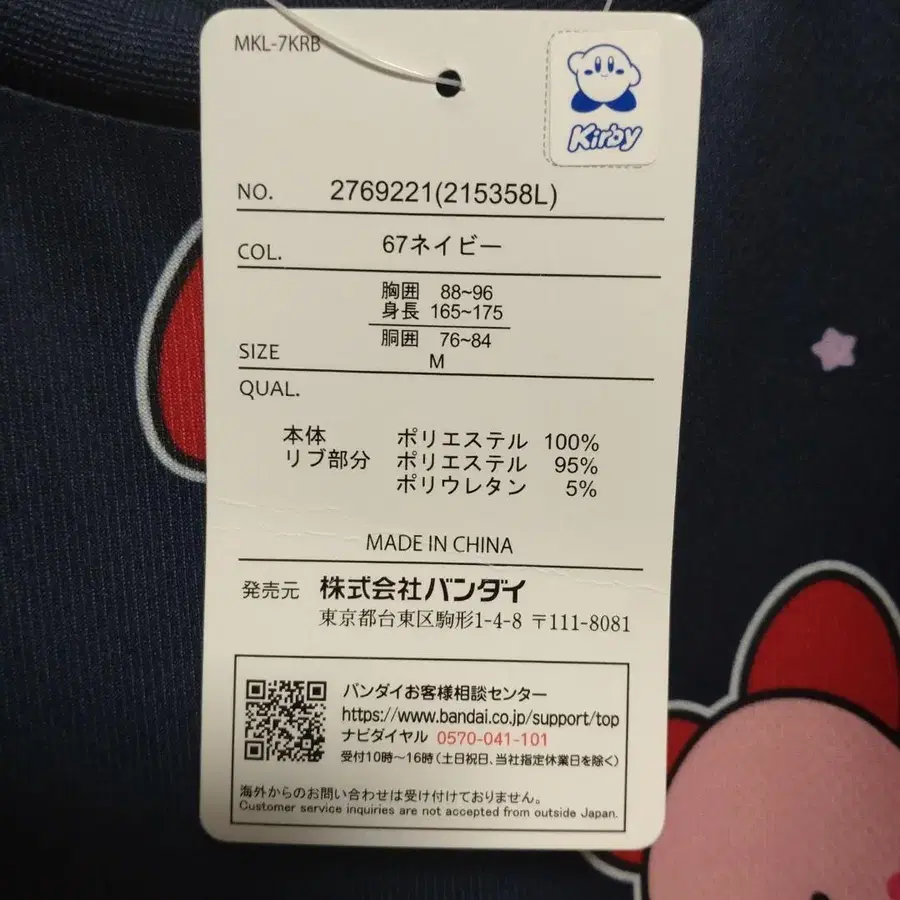 MKL-7KRB
Kirby
NO. 2769221(215358L)
COL. 67ネイビー
胸囲 88~96
身長 165~175
胴囲 76~84
SIZE M
QUAL.
本体 ポリエステル 100%
リブ部分 ポリエステル 95%
ポリウレタン 5%
MADE IN CHINA
発売元 株式会社バンダイ
東京都台東区駒形1-4-8 〒111-8081
バンダイお客様相談センター
https://www.bandai.co.jp/support/top
ナビダイヤル 0570-041-101
受付10時～16時(土日祝日、当社指定休業日を除く)
海外からのお問い合わせは受け付けておりません。
Customer service inquiries are not accepted from outside Japan.